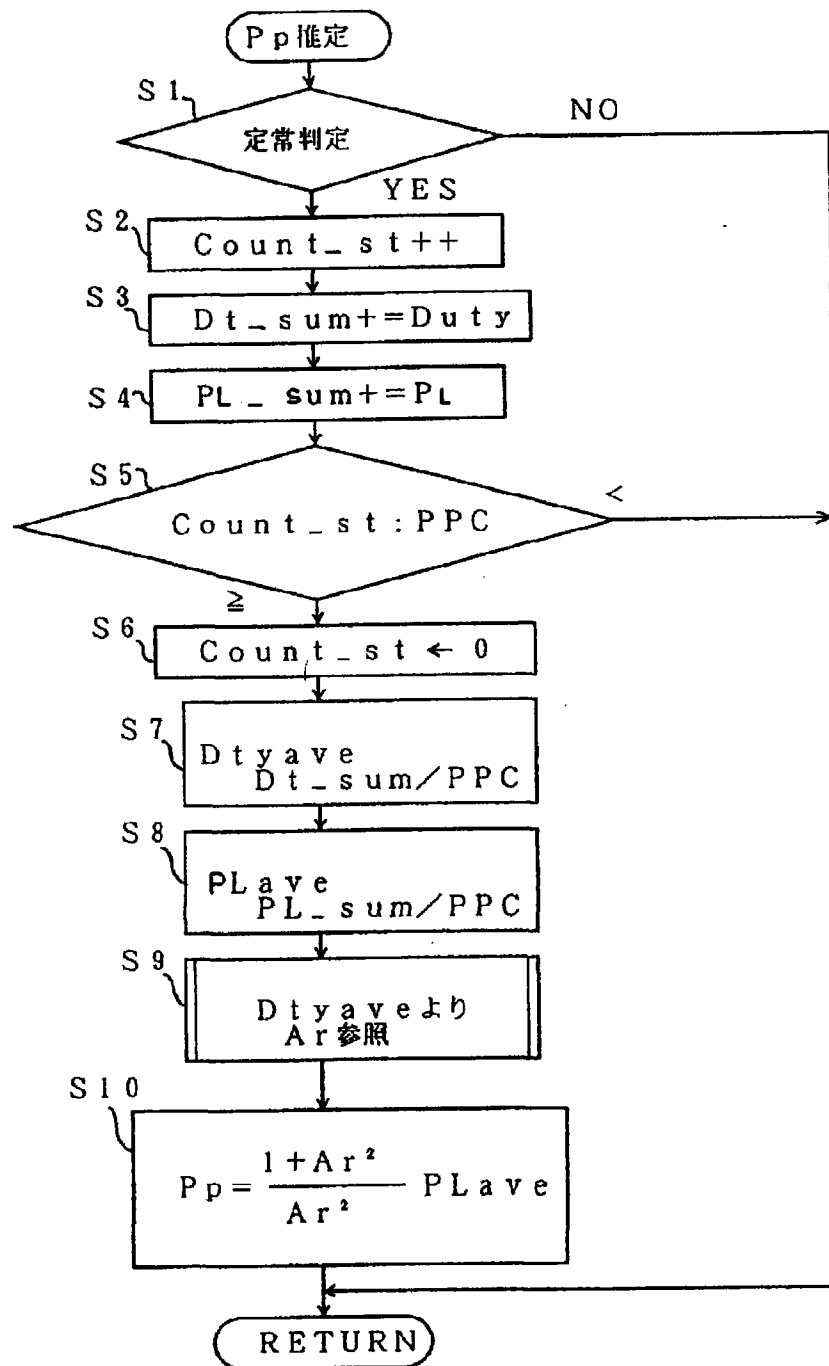 Pp推定
S1
定常判定
NO
YES
S2
Count_st++
S3
Dt_sum+=Duty
S4
PL_sum+=PL
S5
Count_st:PPC
<
≧
S6
Count_st ← 0
S7
Dtyave
Dt_sum/PPC
S8
PLave
PL_sum/PPC
S9
Dtyaveより
Ar参照
S10
Pp= 1+Ar² / Ar² PLave
RETURN